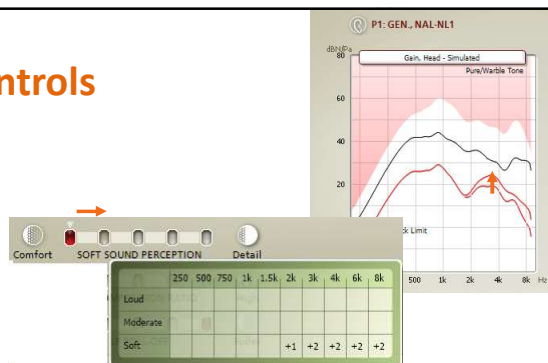 ntrols
P1: GEN., NAL-NL1
dBN/Pa
Gain, Head - Simulated
Pure/Warble Tone
80
60
40
20
ck Limit
500 1k 2k 4k 8k Hz
Comfort SOFT SOUND PERCEPTION Detail
250 500 750 1k 1.5k 2k 3k 4k 6k 8k
Loud
Moderate
Soft +1 +2 +2 +2 +2